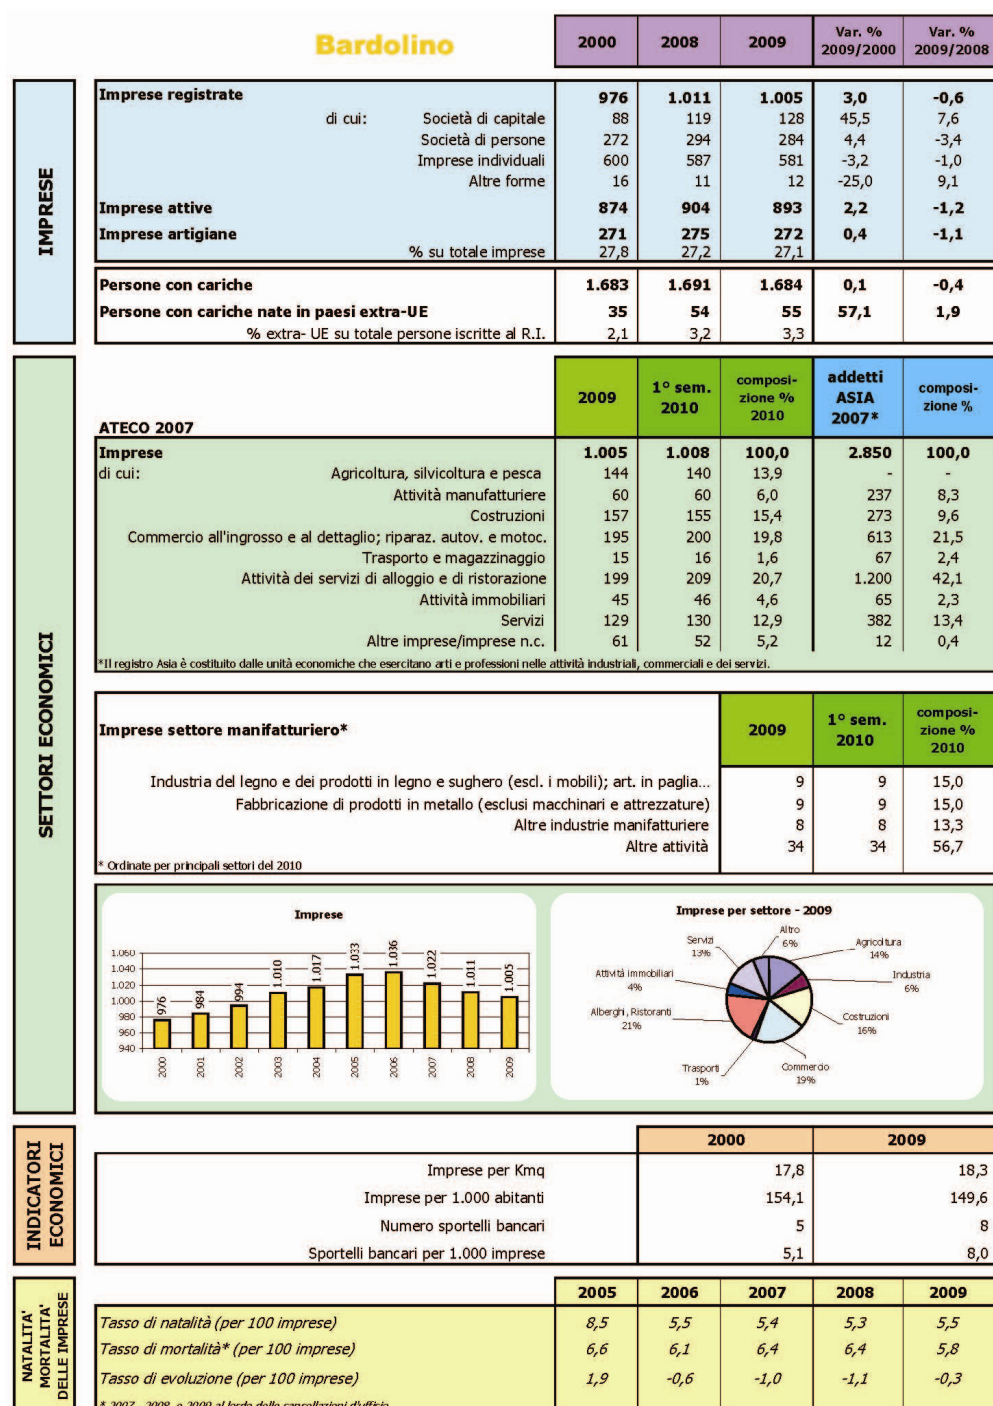 Bardolino 2000 2008 2009 Var. % 2009/2000 Var. % 2009/2008
IMPRESE
Imprese registrate 976 1.011 1.005 3,0 -0,6
di cui: Società di capitale 88 119 128 45,5 7,6
Società di persone 272 294 284 4,4 -3,4
Imprese individuali 600 587 581 -3,2 -1,0
Altre forme 16 11 12 -25,0 9,1
Imprese attive 874 904 893 2,2 -1,2
Imprese artigiane 271 275 272 0,4 -1,1
% su totale imprese 27,8 27,2 27,1
Persone con cariche 1.683 1.691 1.684 0,1 -0,4
Persone con cariche nate in paesi extra-UE 35 54 55 57,1 1,9
% extra- UE su totale persone iscritte al R.I. 2,1 3,2 3,3
SETTORI ECONOMICI
ATECO 2007 2009 1° sem. 2010 composi-zione % 2010 addetti ASIA 2007* composi-zione %
Imprese 1.005 1.008 100,0 2.850 100,0
di cui: Agricoltura, silvicoltura e pesca 144 140 13,9 - -
Attività manufatturiere 60 60 6,0 237 8,3
Costruzioni 157 155 15,4 273 9,6
Commercio all'ingrosso e al dettaglio; riparaz. autov. e motoc. 195 200 19,8 613 21,5
Trasporto e magazzinaggio 15 16 1,6 67 2,4
Attività dei servizi di alloggio e di ristorazione 199 209 20,7 1.200 42,1
Attività immobiliari 45 46 4,6 65 2,3
Servizi 129 130 12,9 382 13,4
Altre imprese/imprese n.c. 61 52 5,2 12 0,4
*Il registro Asia è costituito dalle unità economiche che esercitano arti e professioni nelle attività industriali, commerciali e dei servizi.
Imprese settore manifatturiero* 2009 1° sem. 2010 composi-zione % 2010
Industria del legno e dei prodotti in legno e sughero (escl. i mobili); art. in paglia... 9 9 15,0
Fabbricazione di prodotti in metallo (esclusi macchinari e attrezzature) 9 9 15,0
Altre industrie manifatturiere 8 8 13,3
Altre attività 34 34 56,7
* Ordinate per principali settori del 2010
Imprese
1.060
1.040
1.020
1.000
980
960
940
976 984 994 1.010 1.017 1.033 1.036 1.022 1.011 1.005
2000 2001 2002 2003 2004 2005 2006 2007 2008 2009
Imprese per settore - 2009
Altro 6%
Agricoltura 14%
Industria 6%
Costruzioni 16%
Commercio 19%
Trasporti 1%
Alberghi, Ristoranti 21%
Attività immobiliari 4%
Servizi 13%
INDICATORI ECONOMICI
2000 2009
Imprese per Kmq 17,8 18,3
Imprese per 1.000 abitanti 154,1 149,6
Numero sportelli bancari 5 8
Sportelli bancari per 1.000 imprese 5,1 8,0
NATALITA' MORTALITA' DELLE IMPRESE
2005 2006 2007 2008 2009
Tasso di natalità (per 100 imprese) 8,5 5,5 5,4 5,3 5,5
Tasso di mortalità* (per 100 imprese) 6,6 6,1 6,4 6,4 5,8
Tasso di evoluzione (per 100 imprese) 1,9 -0,6 -1,0 -1,1 -0,3
* 2007, 2008, e 2009 al lordo delle cancellazioni d'ufficio